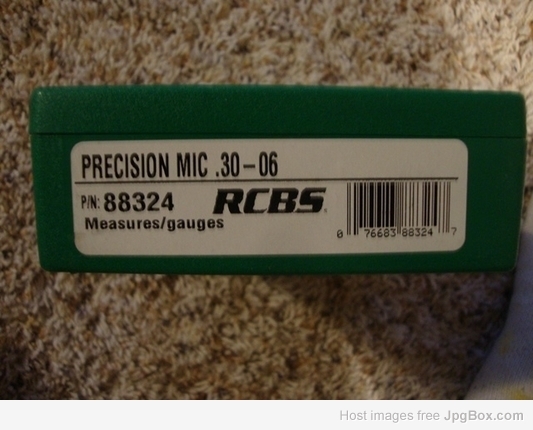 PRECISION MIC .30-06
P/N: 88324 RCBS
Measures/gauges
0 76683 88324 7
Host images free JpgBox.com